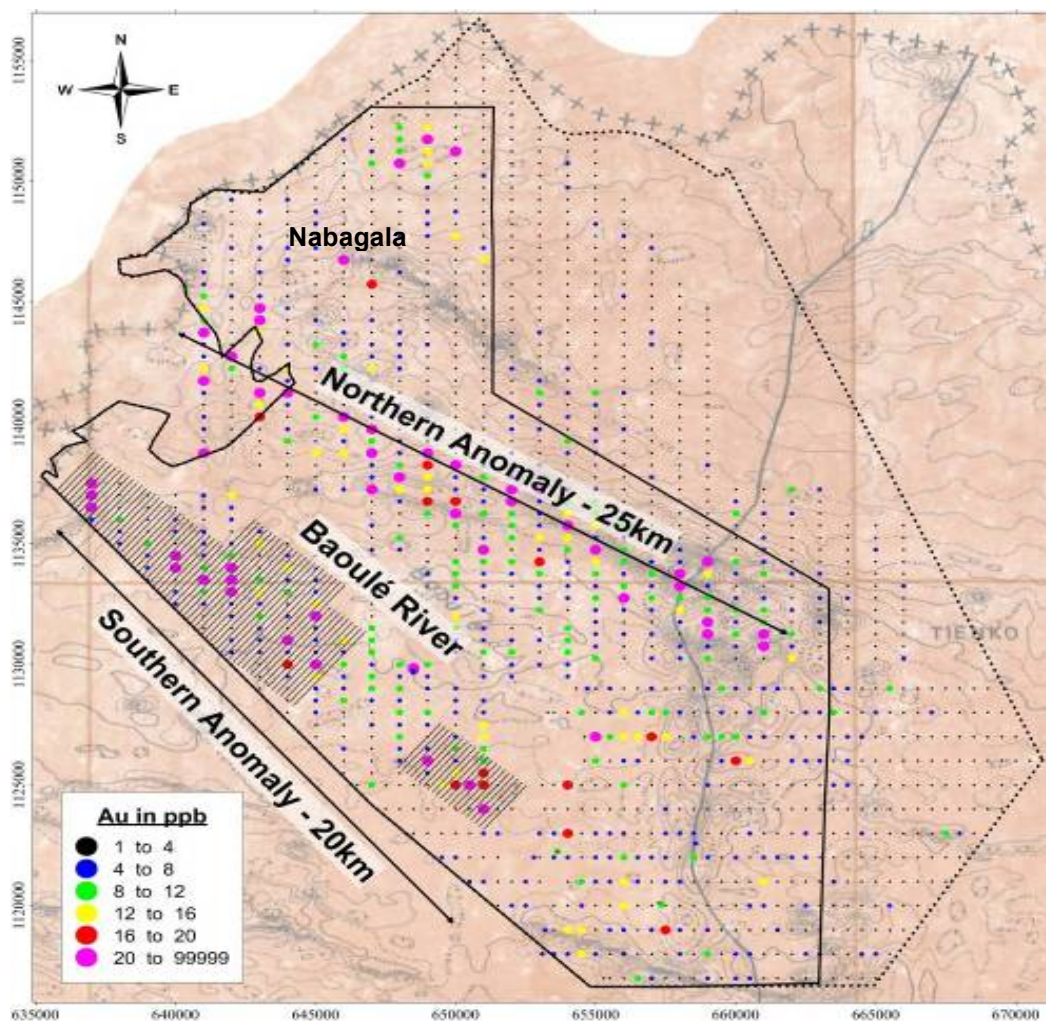 N
W E
S
1155000
1150000
1145000
1140000
1135000
1130000
1125000
1120000
Nabagala
Northern Anomaly - 25km
Baoulé River
Southern Anomaly - 20km
TIENKO
Au in ppb
1 to 4
4 to 8
8 to 12
12 to 16
16 to 20
20 to 99999
635000 640000 645000 650000 655000 660000 665000 670000